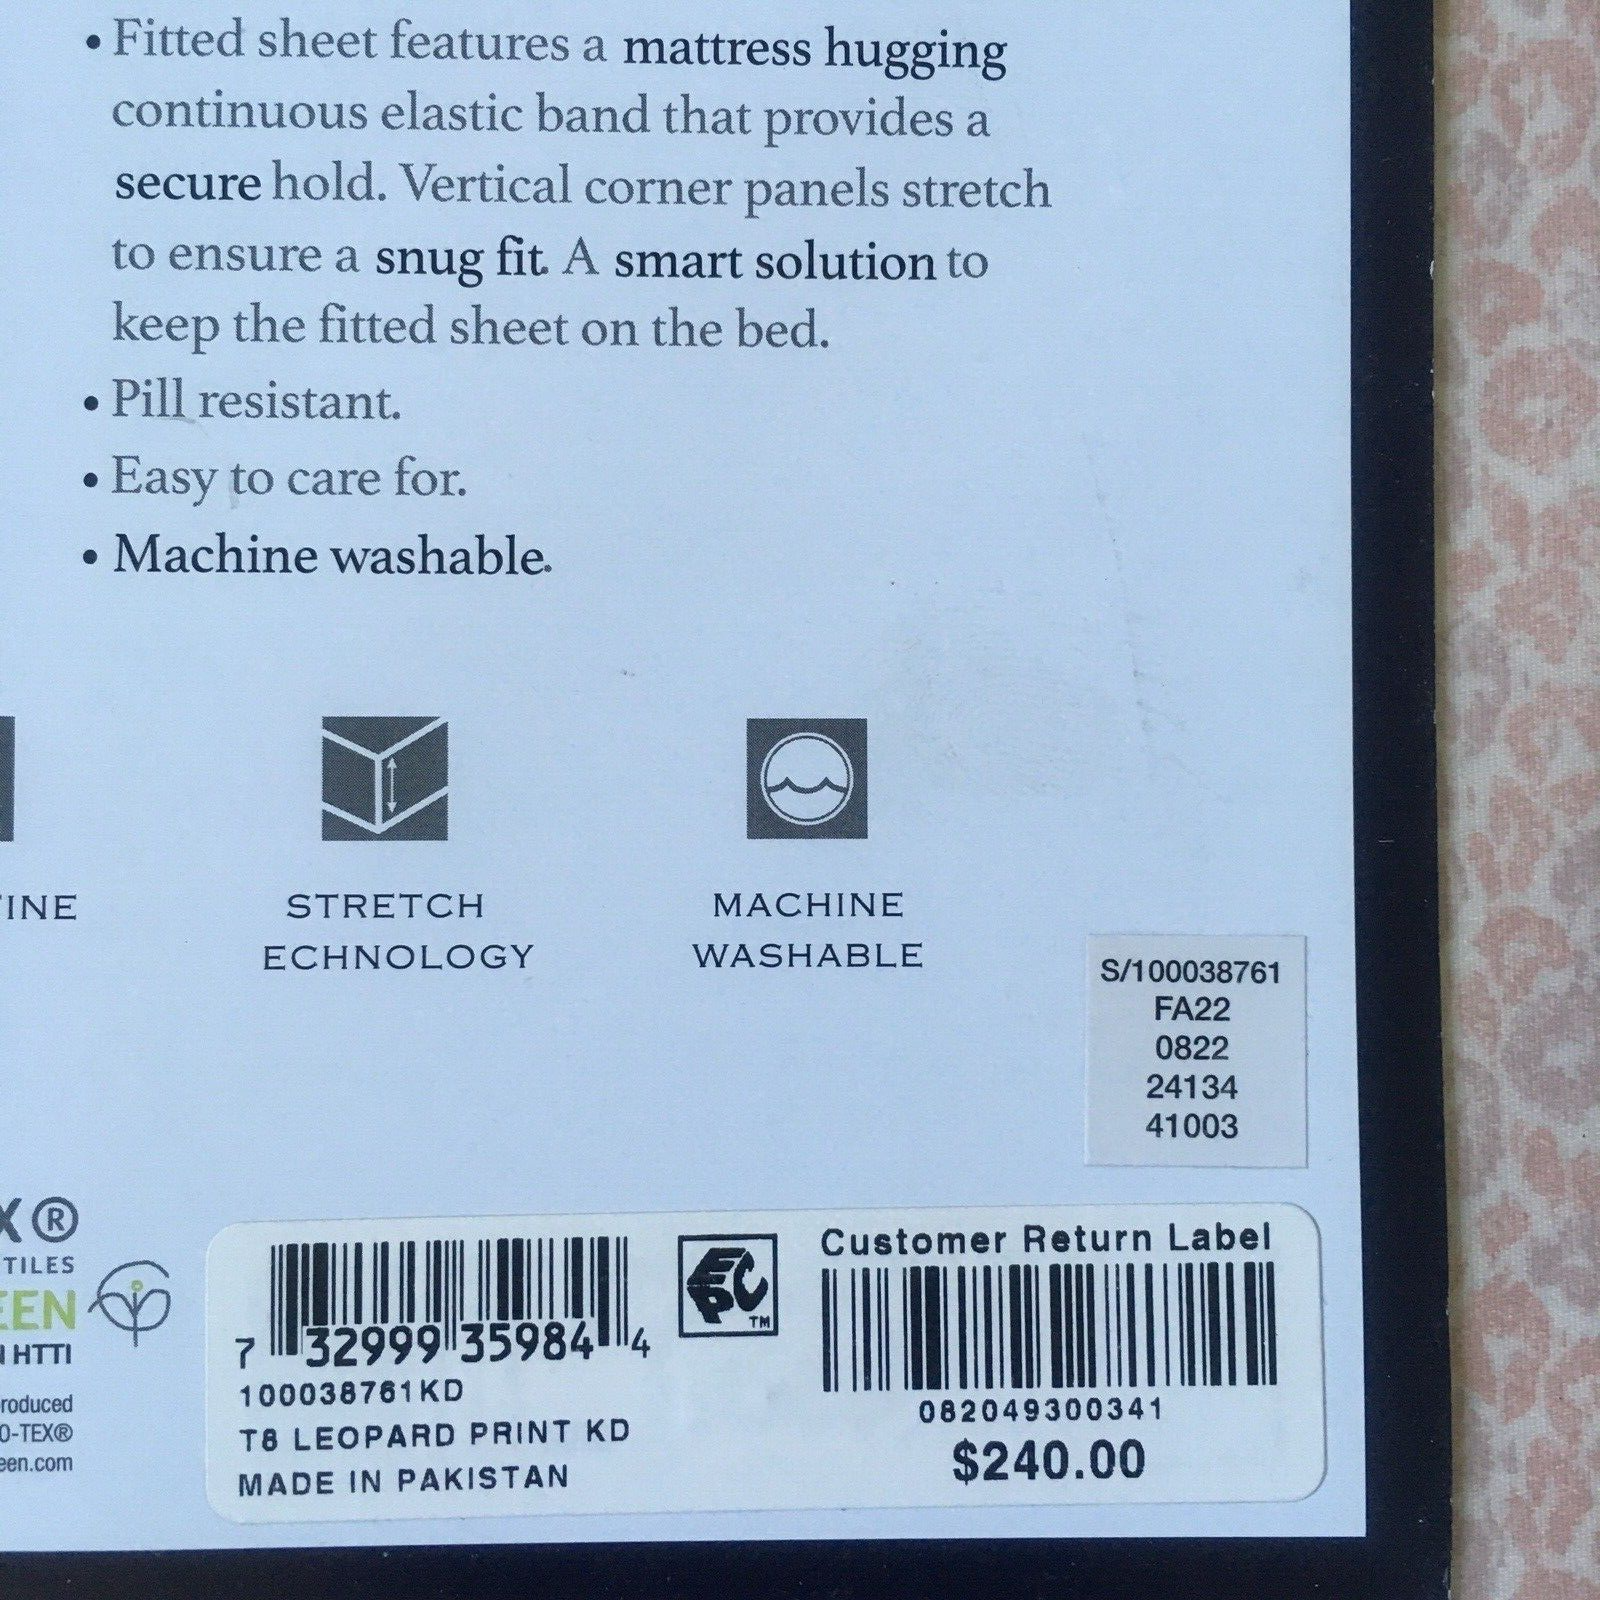 • Fitted sheet features a mattress hugging
continuous elastic band that provides a
secure hold. Vertical corner panels stretch
to ensure a snug fit. A smart solution to
keep the fitted sheet on the bed.
• Pill resistant.
• Easy to care for.
• Machine washable.
INE
STRETCH
ECHNOLOGY
MACHINE
WASHABLE
S/100038761
FA22
0822
24134
41003
X®
TILES
EEN
HTTI
roduced
O-TEX®
een.com
7 32999 35984 4
100038761KD
T8 LEOPARD PRINT KD
MADE IN PAKISTAN
EPC TM
Customer Return Label
082049300341
$240.00